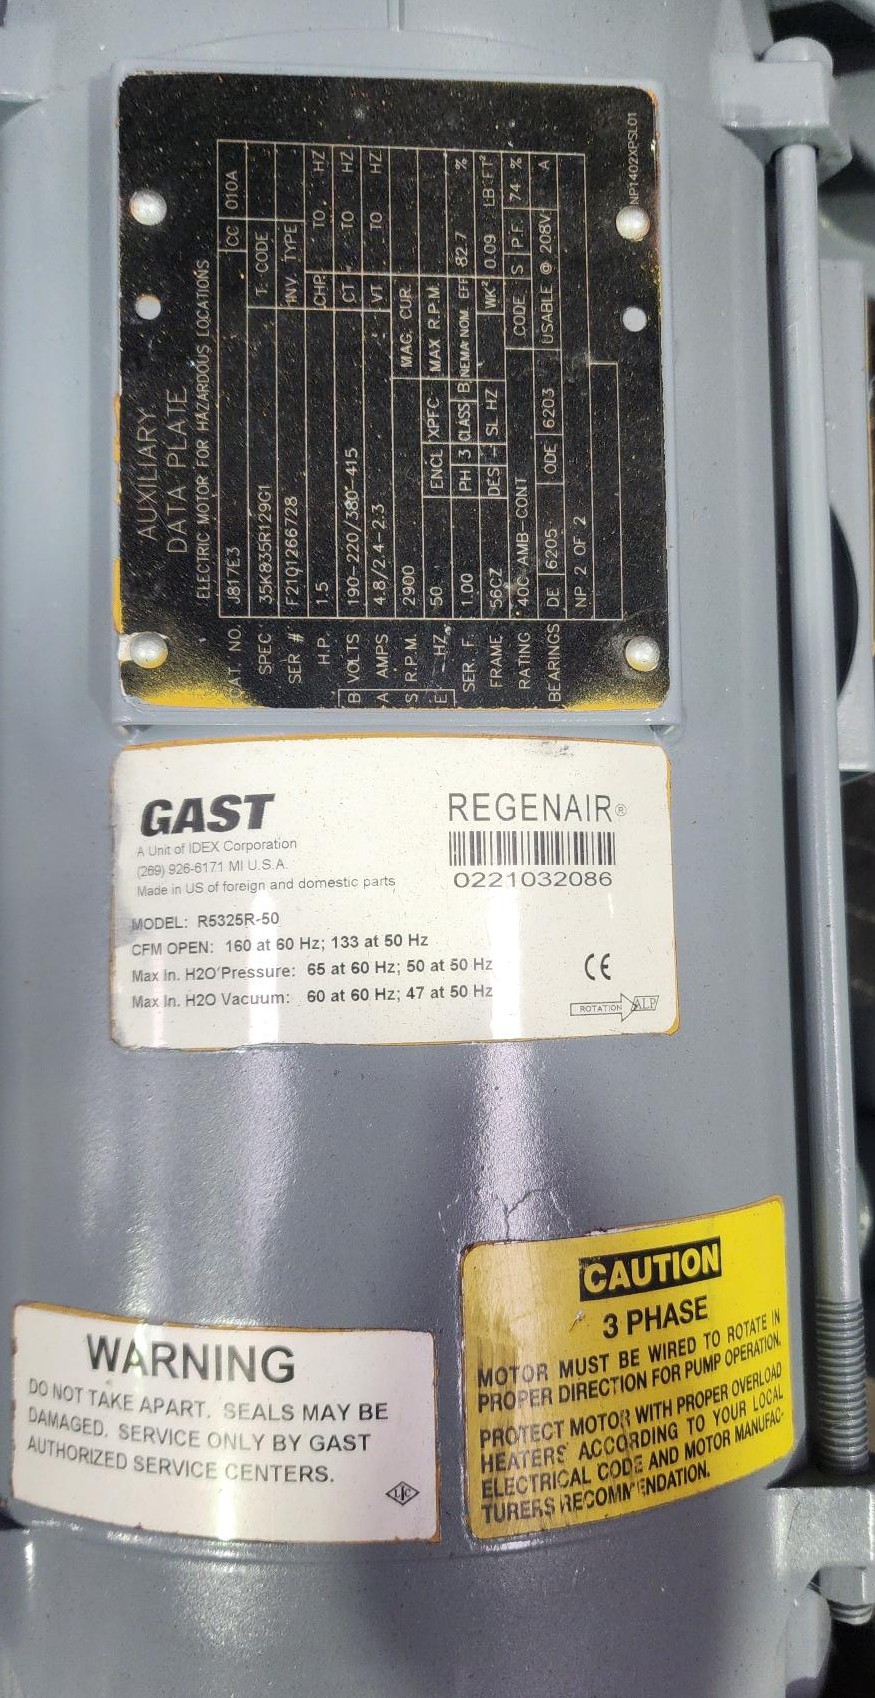 AUXILIARY
DATA PLATE
ELECTRIC MOTOR FOR HAZARDOUS LOCATIONS
CAT. NO. J817E3 CC 010A
SPEC 35K835R129G1 T. CODE
SER # F2101266728 INV. TYPE
H.P. 1.5 CHP TO HZ
B VOLTS 190-220/380-415 CT TO HZ
A AMPS 4.8/2.4-2.3 VT TO HZ
S R.P.M. 2900 MAG. CUR.
E HZ 50 ENCL XPFC MAX R.P.M.
SER. F. 1.00 PH 3 CLASS B NEMA NOM. EFF 82.7 %
FRAME 56CZ DES - SL HZ WK² 0.09 LB-FT²
RATING 40C AMB-CONT CODE S P.F. 74 %
BEARINGS DE 6205 ODE 6203 USABLE @ 208V A
NP 2 OF 2
NP1402XPSL01
GAST
A Unit of IDEX Corporation
(269) 926-6171 MI U.S.A.
Made in US of foreign and domestic parts
REGENAIR®
0221032086
MODEL: R5325R-50
CFM OPEN: 160 at 60 Hz; 133 at 50 Hz
Max In. H2O Pressure: 65 at 60 Hz; 50 at 50 Hz
Max In. H2O Vacuum: 60 at 60 Hz; 47 at 50 Hz
CE
ROTATION
WARNING
DO NOT TAKE APART. SEALS MAY BE
DAMAGED. SERVICE ONLY BY GAST
AUTHORIZED SERVICE CENTERS.
CAUTION
3 PHASE
MOTOR MUST BE WIRED TO ROTATE IN
PROPER DIRECTION FOR PUMP OPERATION.
PROTECT MOTOR WITH PROPER OVERLOAD
HEATERS ACCORDING TO YOUR LOCAL
ELECTRICAL CODE AND MOTOR MANUFAC-
TURERS RECOMMENDATION.